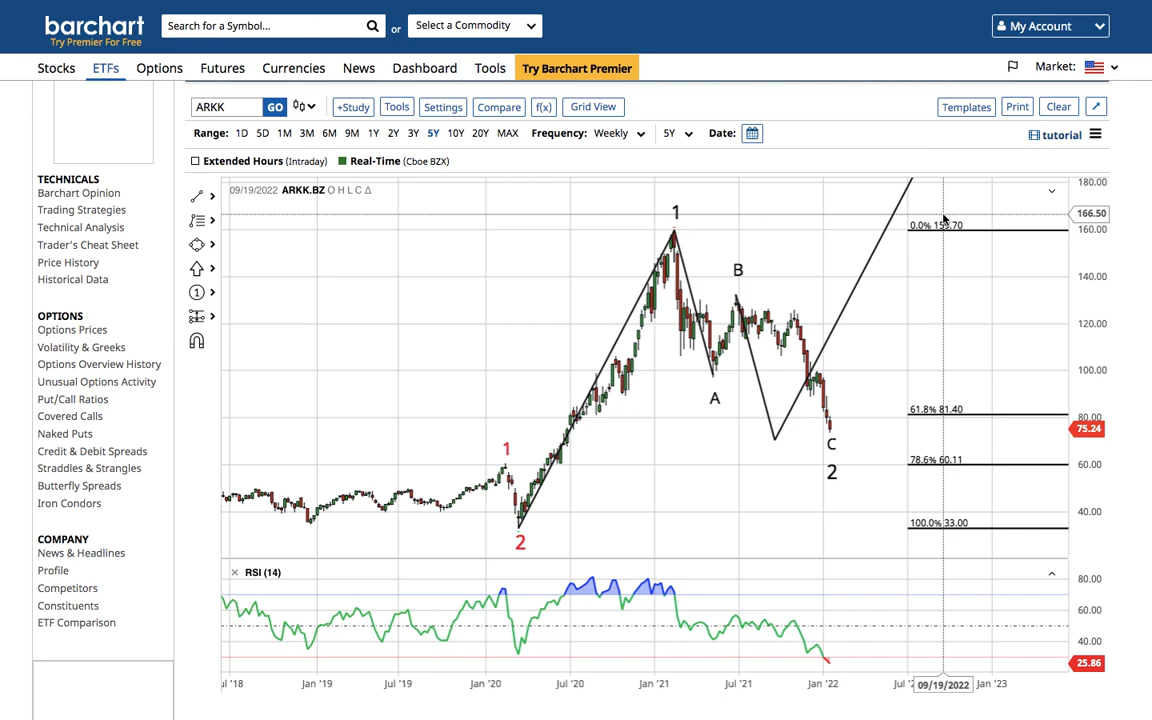 barchart
Try Premier For Free
Search for a Symbol...
or
Select a Commodity
My Account
Stocks ETFs Options Futures Currencies News Dashboard Tools Try Barchart Premier
Market:
ARKK GO +Study Tools Settings Compare f(x) Grid View Templates Print Clear
Range: 1D 5D 1M 3M 6M 9M 1Y 2Y 3Y 5Y 10Y 20Y MAX Frequency: Weekly 5Y Date: tutorial
Extended Hours (Intraday) Real-Time (Cboe BZX)
TECHNICALS
Barchart Opinion
Trading Strategies
Technical Analysis
Trader's Cheat Sheet
Price History
Historical Data
OPTIONS
Options Prices
Volatility & Greeks
Options Overview History
Unusual Options Activity
Put/Call Ratios
Covered Calls
Naked Puts
Credit & Debit Spreads
Straddles & Strangles
Butterfly Spreads
Iron Condors
COMPANY
News & Headlines
Profile
Competitors
Constituents
ETF Comparison
09/19/2022 ARKK.BZ O H L C Δ
1
B
A
1
C
2
2
0.0% 159.70
61.8% 81.40
78.6% 60.11
100.0% 33.00
180.00
166.50
160.00
140.00
120.00
100.00
80.00
75.24
60.00
40.00
RSI (14)
80.00
60.00
40.00
25.86
Jul '18 Jan '19 Jul '19 Jan '20 Jul '20 Jan '21 Jul '21 Jan '22 09/19/2022 Jan '23